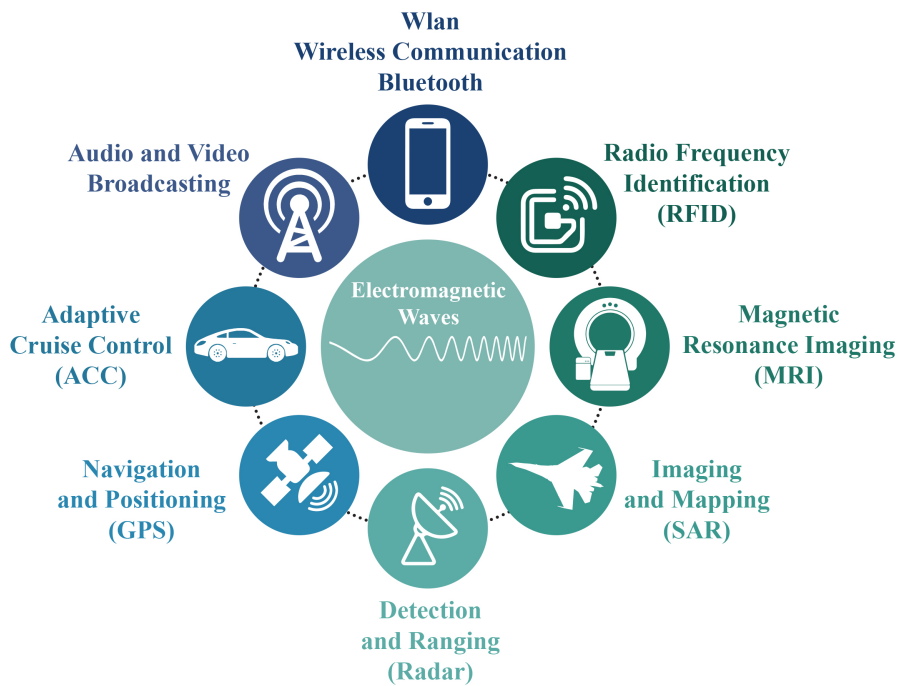 Wlan
Wireless Communication
Bluetooth
Audio and Video
Broadcasting
Radio Frequency
Identification
(RFID)
Electromagnetic
Waves
Adaptive
Cruise Control
(ACC)
Magnetic
Resonance Imaging
(MRI)
Navigation
and Positioning
(GPS)
Imaging
and Mapping
(SAR)
Detection
and Ranging
(Radar)